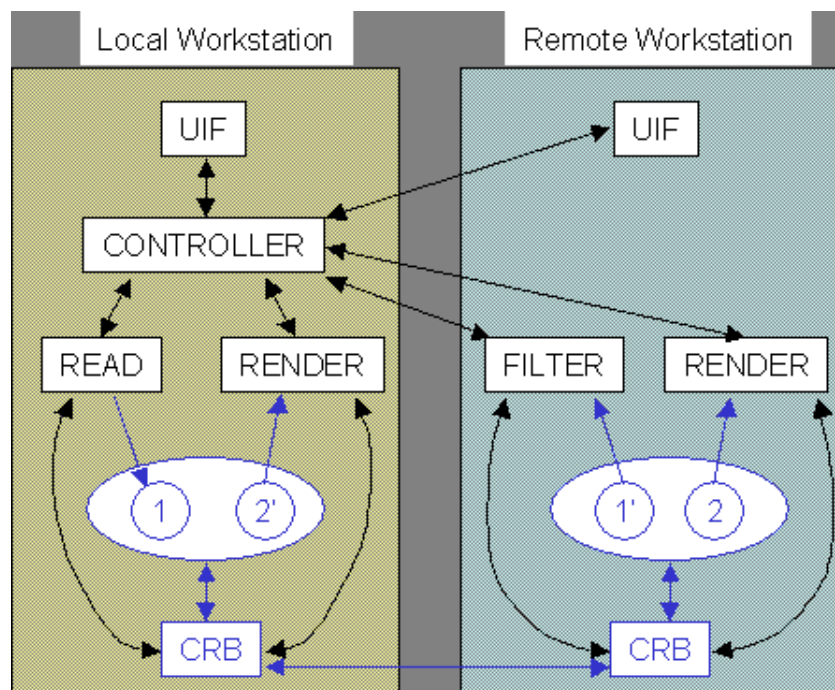 Local Workstation
Remote Workstation
UIF
UIF
CONTROLLER
READ
RENDER
FILTER
RENDER
1
2'
1'
2
CRB
CRB